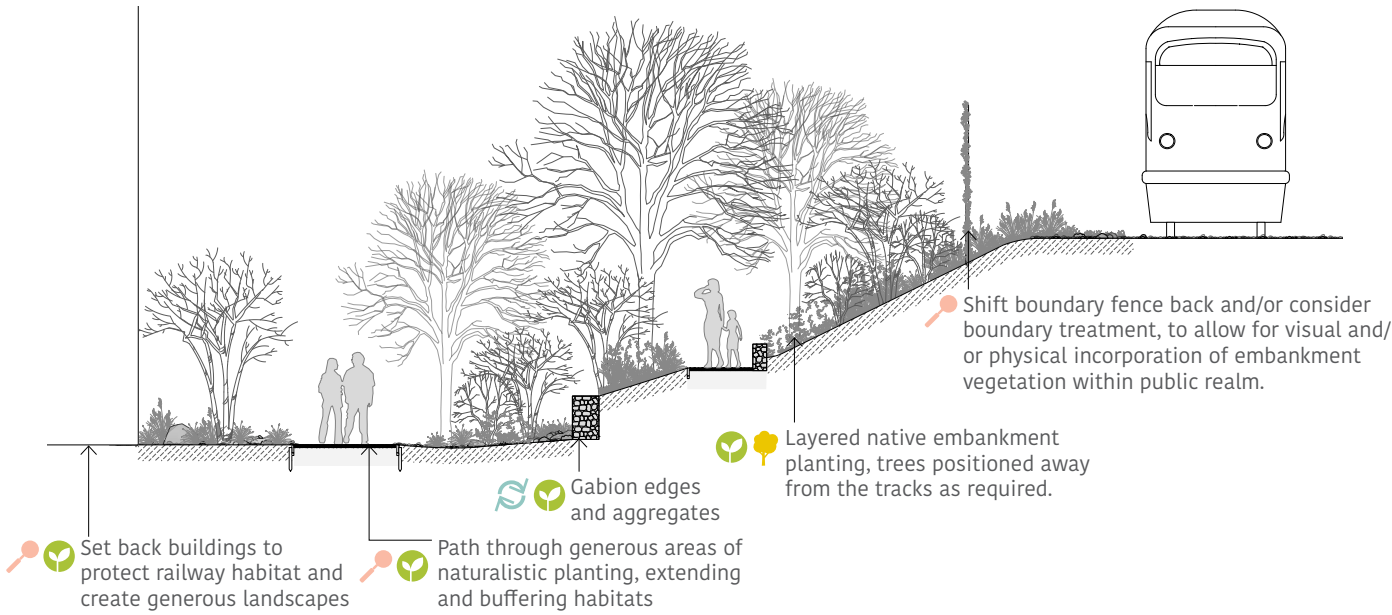 Shift boundary fence back and/or consider
boundary treatment, to allow for visual and/
or physical incorporation of embankment
vegetation within public realm.
Layered native embankment
planting, trees positioned away
from the tracks as required.
Gabion edges
and aggregates
Path through generous areas of
naturalistic planting, extending
and buffering habitats
Set back buildings to
protect railway habitat and
create generous landscapes